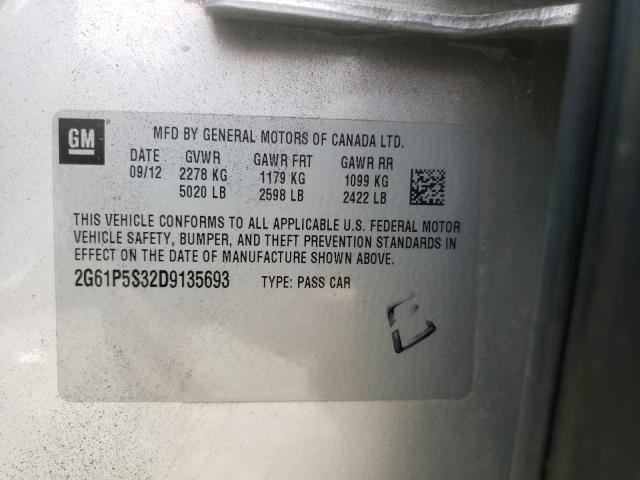 GM
MFD BY GENERAL MOTORS OF CANADA LTD.
DATE GVWR GAWR FRT GAWR RR
09/12 2278 KG 1179 KG 1099 KG
5020 LB 2598 LB 2422 LB
THIS VEHICLE CONFORMS TO ALL APPLICABLE U.S. FEDERAL MOTOR
VEHICLE SAFETY, BUMPER, AND THEFT PREVENTION STANDARDS IN
EFFECT ON THE DATE OF MANUFACTURE SHOWN ABOVE.
2G61P5S32D9135693 TYPE: PASS CAR